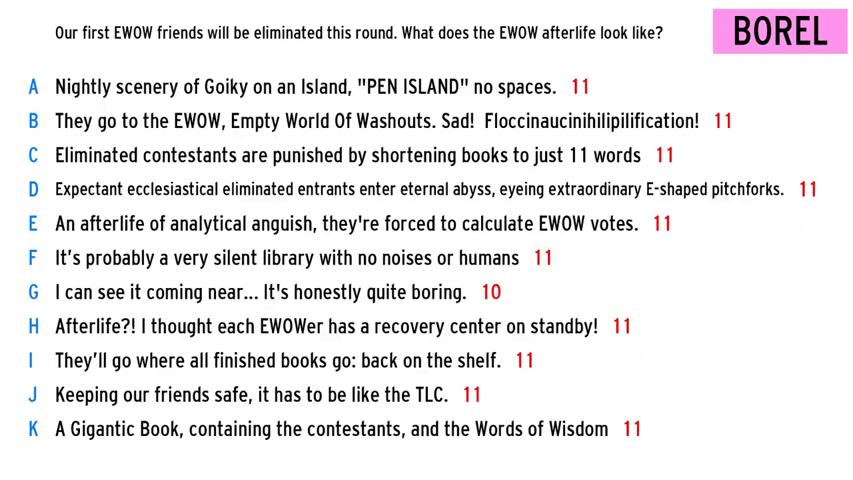 Our first EWOW friends will be eliminated this round. What does the EWOW afterlife look like?
BOREL
A Nightly scenery of Goiky on an Island, "PEN ISLAND" no spaces. 11
B They go to the EWOW, Empty World Of Washouts. Sad! Floccinaucinihilipilification! 11
C Eliminated contestants are punished by shortening books to just 11 words 11
D Expectant ecclesiastical eliminated entrants enter eternal abyss, eyeing extraordinary E-shaped pitchforks. 11
E An afterlife of analytical anguish, they're forced to calculate EWOW votes. 11
F It's probably a very silent library with no noises or humans 11
G I can see it coming near... It's honestly quite boring. 10
H Afterlife?! I thought each EWOWer has a recovery center on standby! 11
I They'll go where all finished books go: back on the shelf. 11
J Keeping our friends safe, it has to be like the TLC. 11
K A Gigantic Book, containing the contestants, and the Words of Wisdom 11